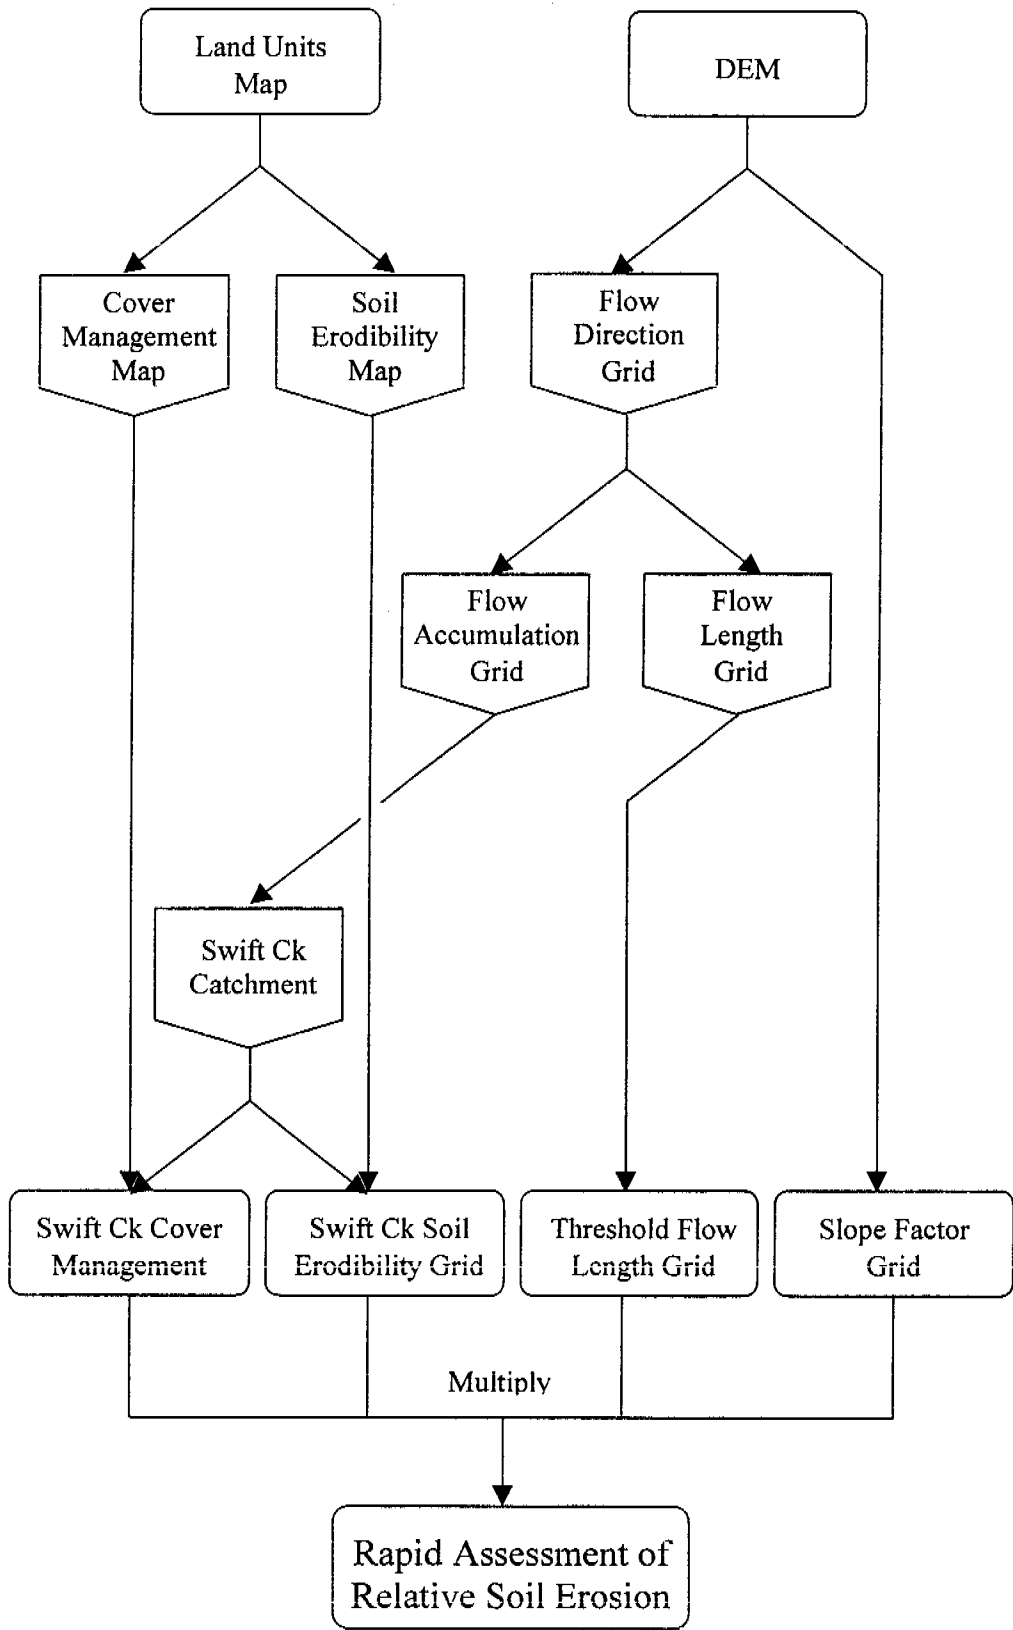 Land Units
Map
DEM
Cover
Management
Map
Soil
Erodibility
Map
Flow
Direction
Grid
Flow
Accumulation
Grid
Flow
Length
Grid
Swift Ck
Catchment
Swift Ck Cover
Management
Swift Ck Soil
Erodibility Grid
Threshold Flow
Length Grid
Slope Factor
Grid
Multiply
Rapid Assessment of
Relative Soil Erosion